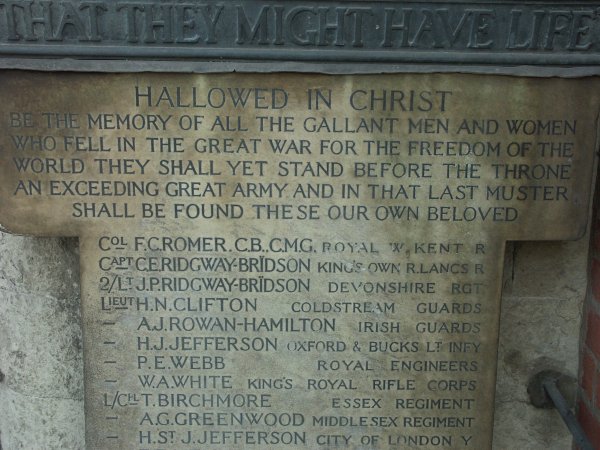 THAT THEY MIGHT HAVE LIFE
HALLOWED IN CHRIST
BE THE MEMORY OF ALL THE GALLANT MEN AND WOMEN
WHO FELL IN THE GREAT WAR FOR THE FREEDOM OF THE
WORLD THEY SHALL YET STAND BEFORE THE THRONE
AN EXCEEDING GREAT ARMY AND IN THAT LAST MUSTER
SHALL BE FOUND THESE OUR OWN BELOVED
COL F.CROMER.C.B,C.M.G. ROYAL W. KENT R
CAPT C.E.RIDGWAY-BRÏDSON KING'S OWN R.LANCS R
2/LT J.P.RIDGWAY-BRÏDSON DEVONSHIRE RGT
LIEUT H.N.CLIFTON COLDSTREAM GUARDS
– A.J.ROWAN-HAMILTON IRISH GUARDS
– H.J.JEFFERSON OXFORD & BUCKS LT INFY
– P.E.WEBB ROYAL ENGINEERS
– W.A.WHITE KING'S ROYAL RIFLE CORPS
L/CPL T.BIRCHMORE ESSEX REGIMENT
– A.G.GREENWOOD MIDDLESEX REGIMENT
– H.ST J.JEFFERSON CITY OF LONDON Y